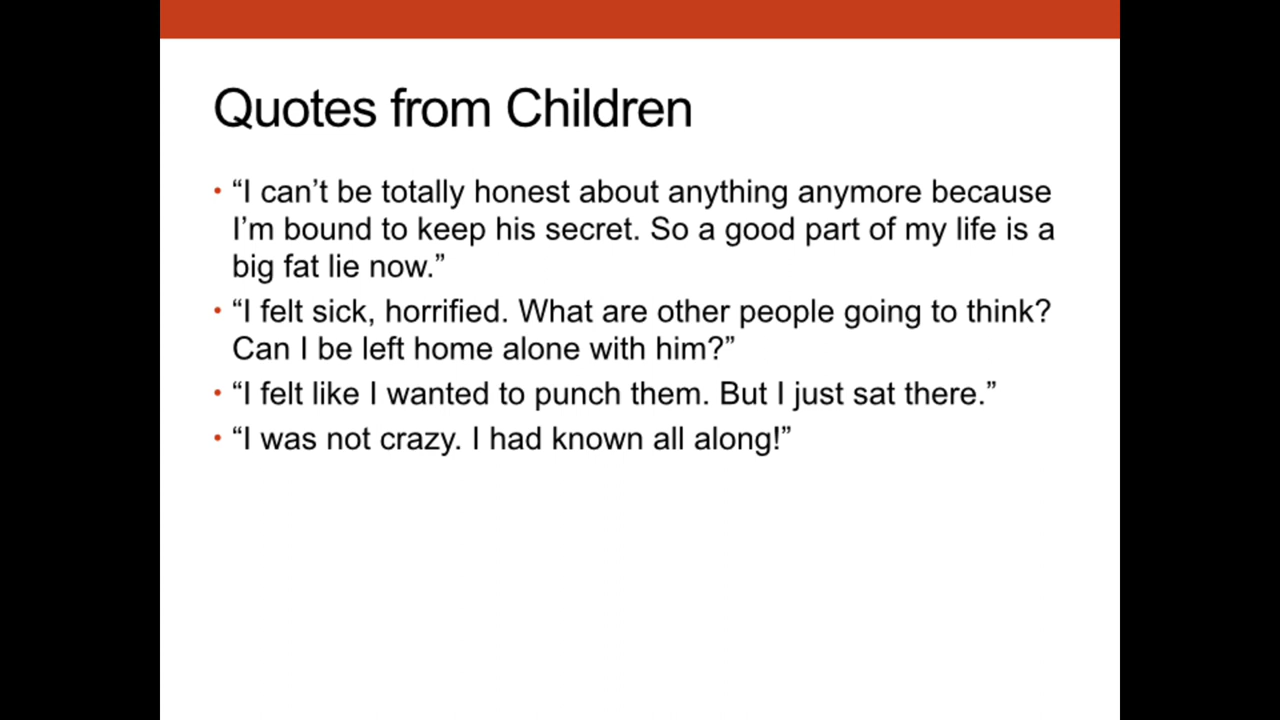 Quotes from Children
• “I can’t be totally honest about anything anymore because
I’m bound to keep his secret. So a good part of my life is a
big fat lie now.”
• “I felt sick, horrified. What are other people going to think?
Can I be left home alone with him?”
• “I felt like I wanted to punch them. But I just sat there.”
• “I was not crazy. I had known all along!”